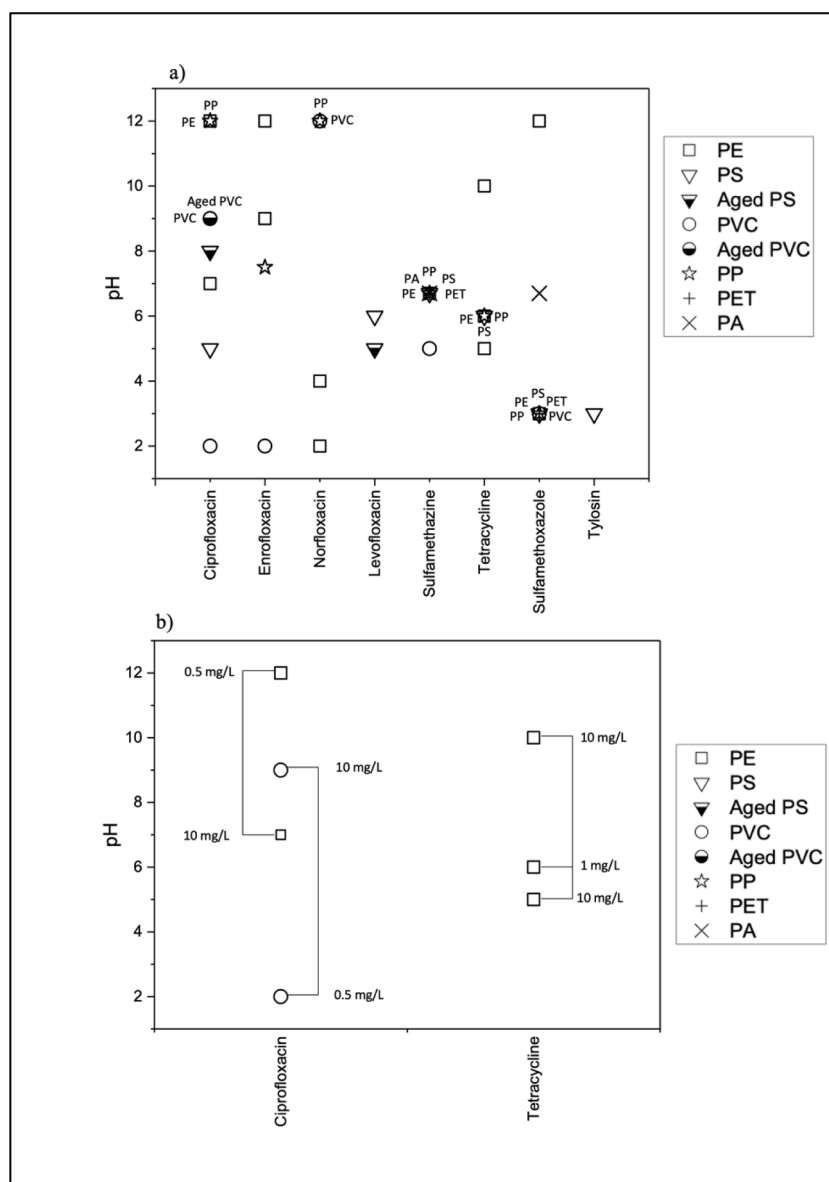 a)
PP
PE
PP
PVC
Aged PVC
PVC
PP
PA
PS
PE
PET
PE
PP
PS
PS
PE
PET
PP
PVC
12
10
8
6
4
2
pH
Ciprofloxacin
Enrofloxacin
Norfloxacin
Levofloxacin
Sulfamethazine
Tetracycline
Sulfamethoxazole
Tylosin
PE
PS
Aged PS
PVC
Aged PVC
PP
PET
PA
b)
0.5 mg/L
10 mg/L
10 mg/L
0.5 mg/L
10 mg/L
1 mg/L
10 mg/L
12
10
8
6
4
2
pH
Ciprofloxacin
Tetracycline
PE
PS
Aged PS
PVC
Aged PVC
PP
PET
PA